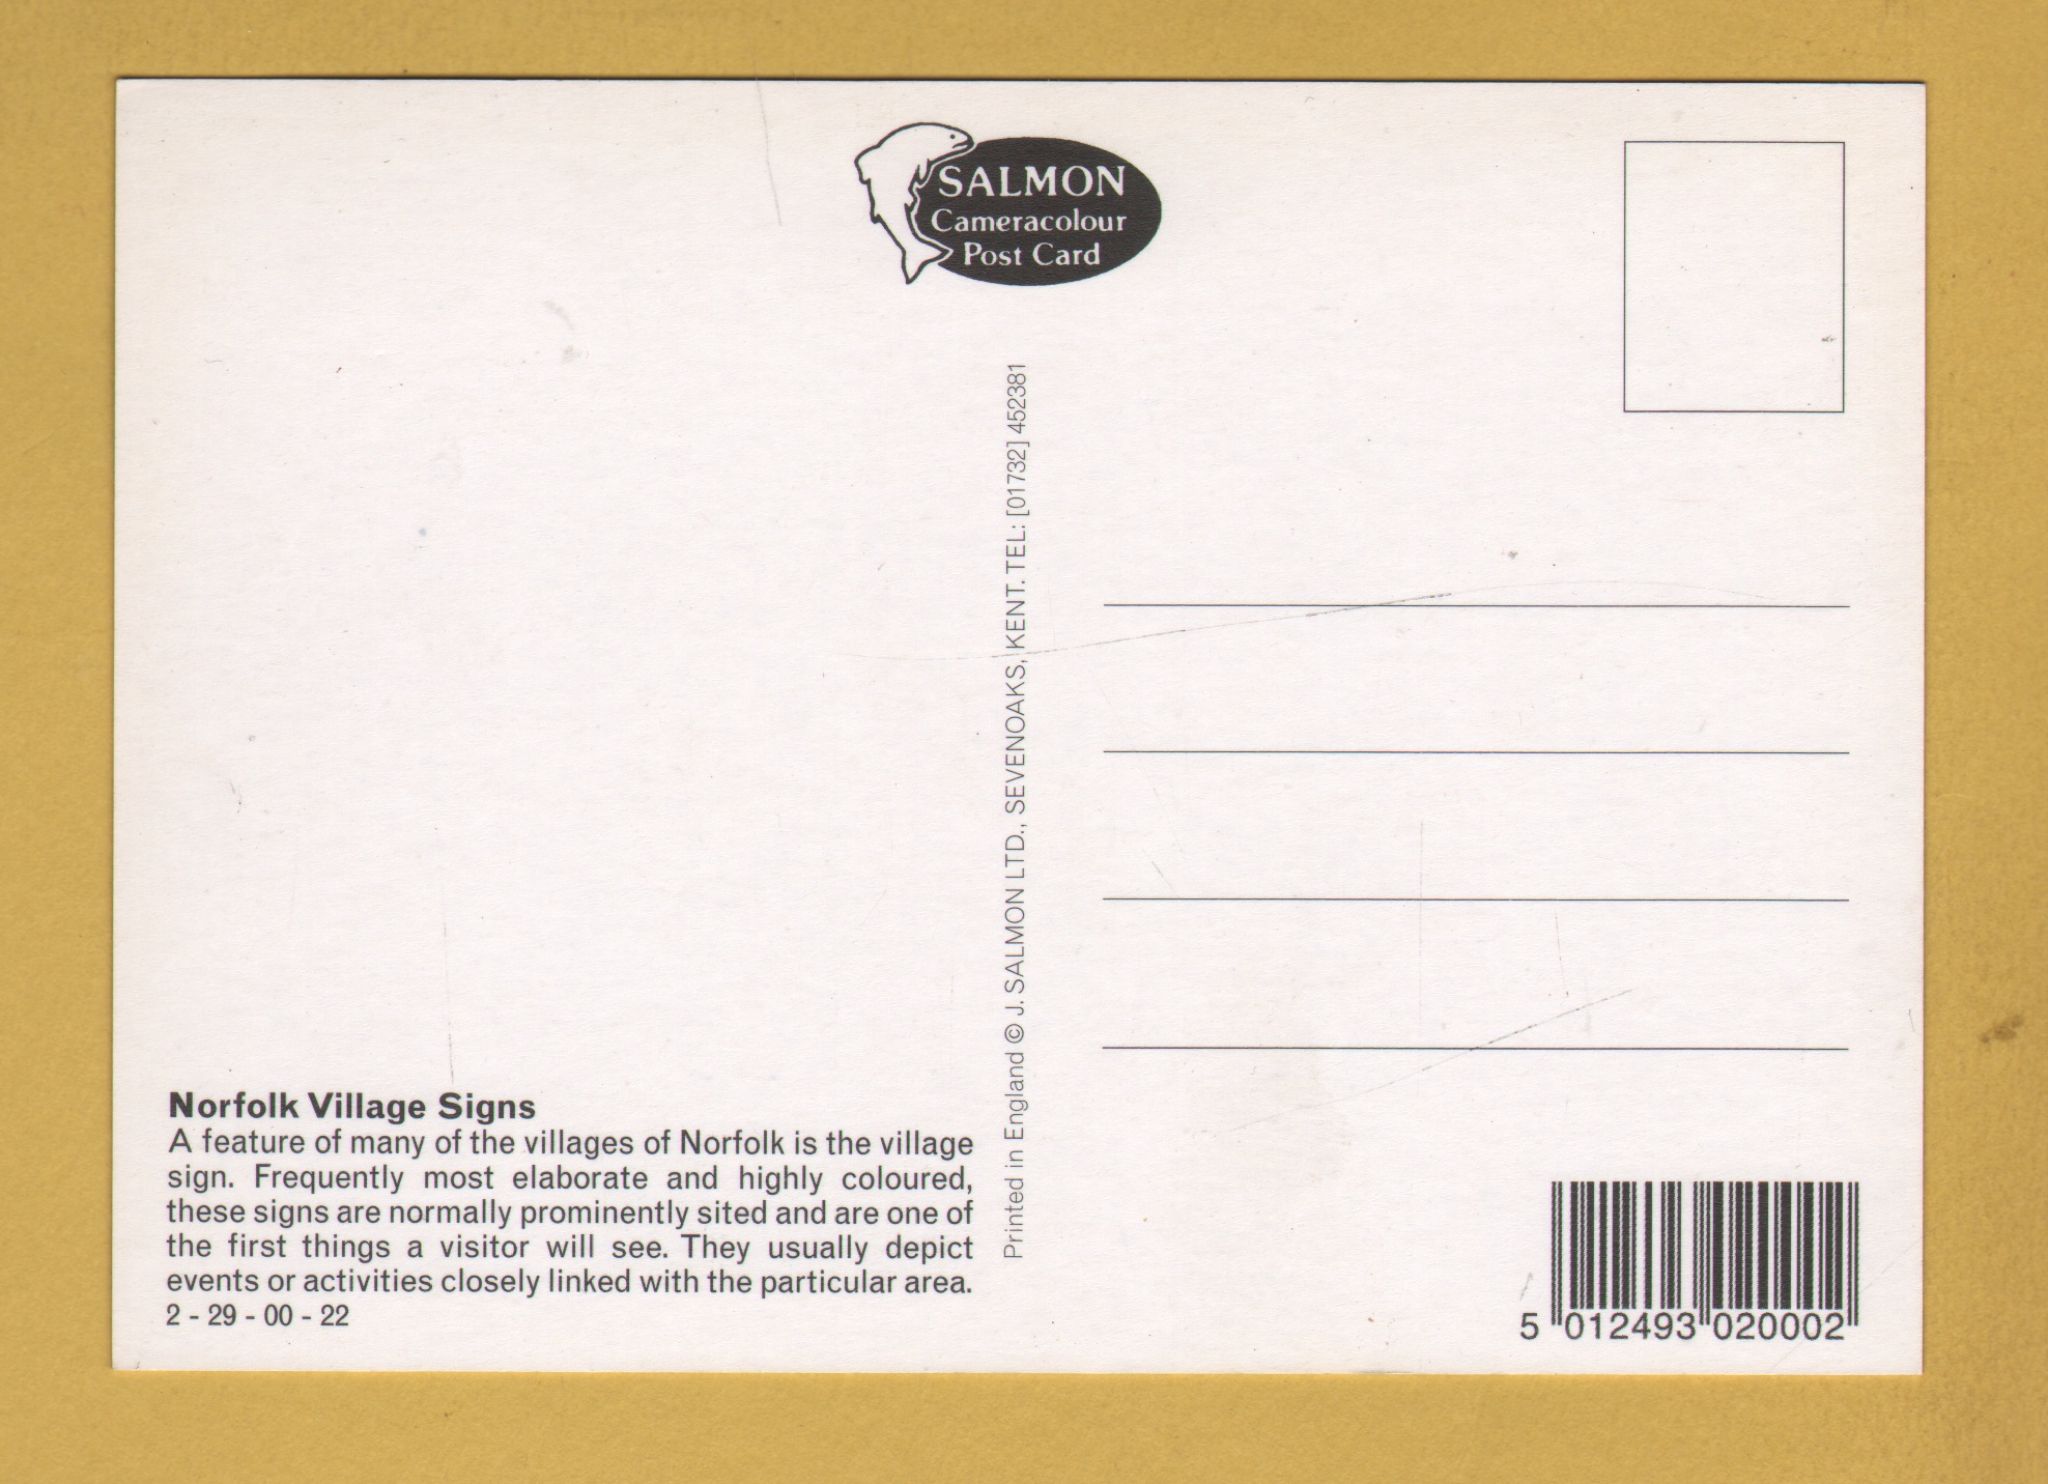 SALMON
Cameracolour
Post Card
Printed in England © J. SALMON LTD., SEVENOAKS, KENT. TEL: [01732] 452381
Norfolk Village Signs
A feature of many of the villages of Norfolk is the village
sign. Frequently most elaborate and highly coloured,
these signs are normally prominently sited and are one of
the first things a visitor will see. They usually depict
events or activities closely linked with the particular area.
2 - 29 - 00 - 22
5 012493 020002